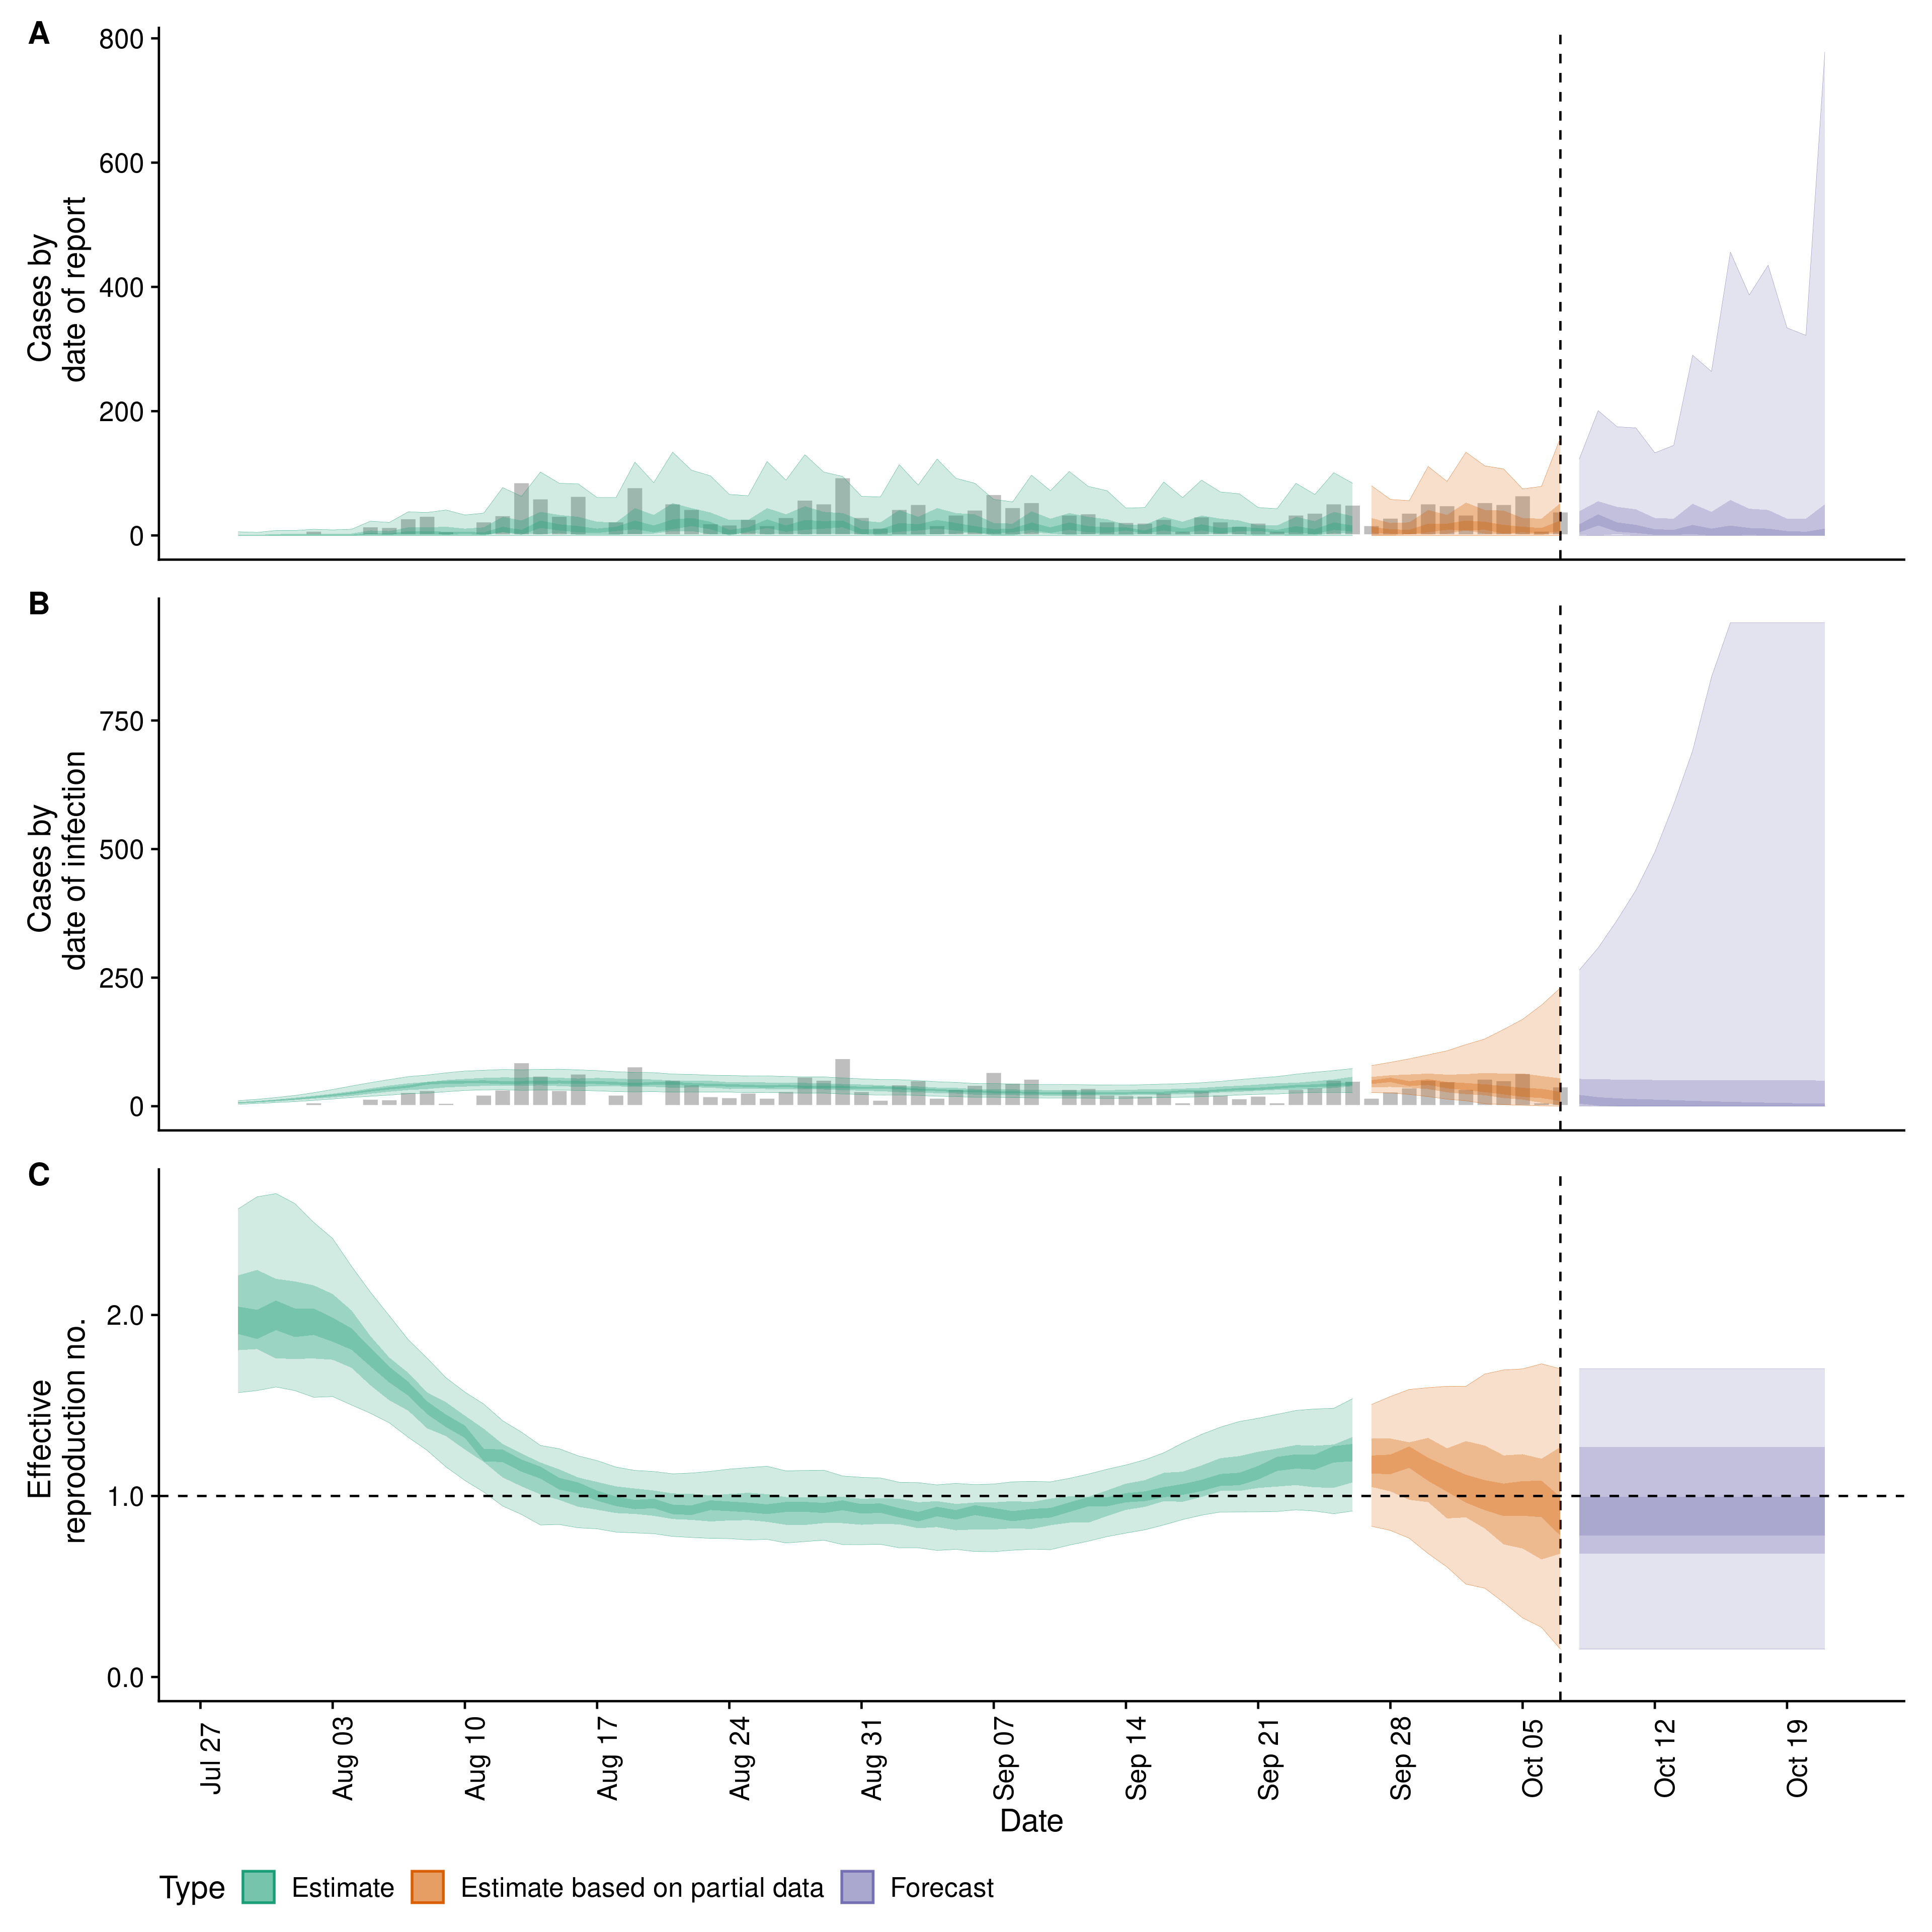 A
Cases by
date of report
800
600
400
200
0
B
Cases by
date of infection
750
500
250
0
C
Effective
reproduction no.
2.0
1.0
0.0
Jul 27
Aug 03
Aug 10
Aug 17
Aug 24
Aug 31
Sep 07
Sep 14
Sep 21
Sep 28
Oct 05
Oct 12
Oct 19
Date
Type Estimate Estimate based on partial data Forecast